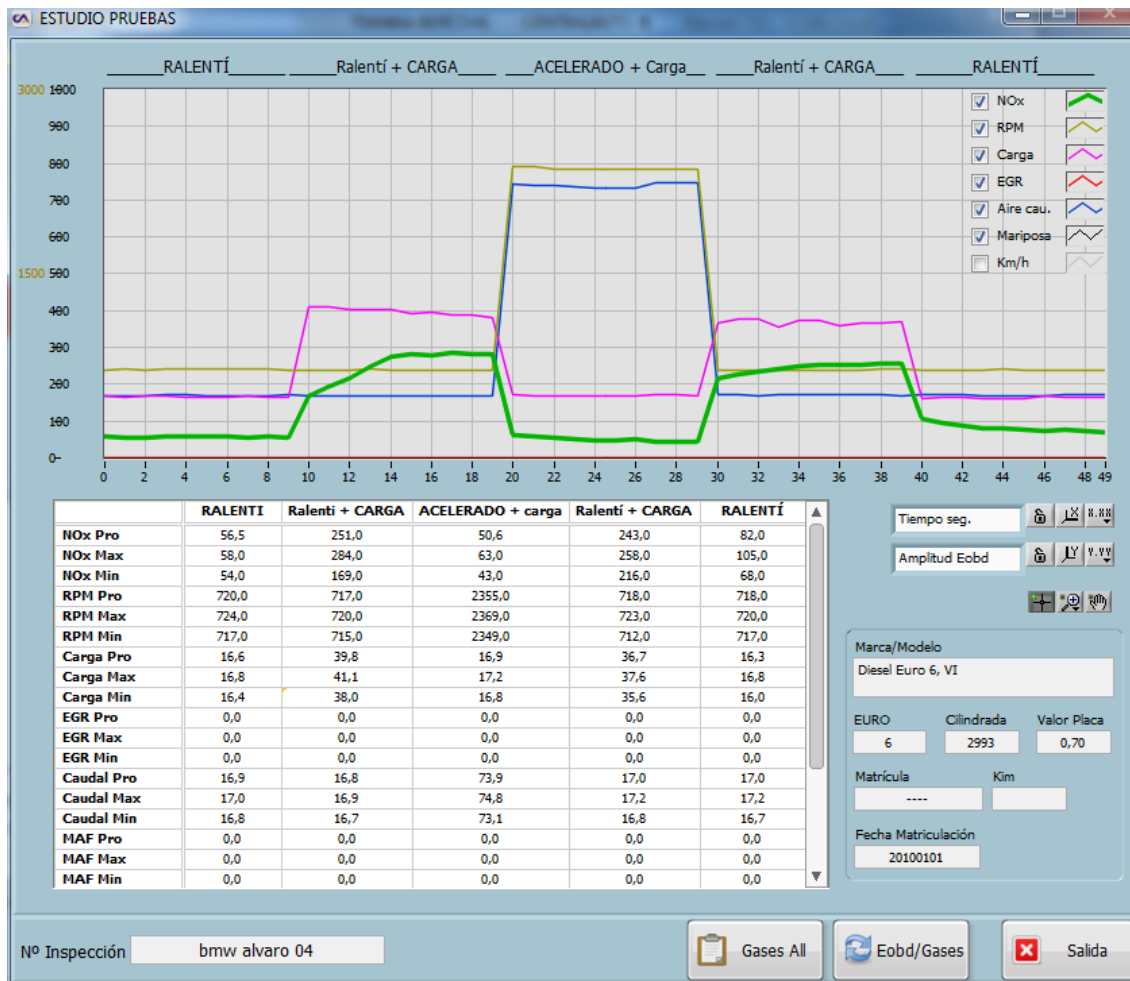 ESTUDIO PRUEBAS
RALENTÍ Ralentí + CARGA ACELERADO + Carga Ralentí + CARGA RALENTÍ
3000 1000
900
800
700
600
1500 500
400
300
200
100
0
NOx
RPM
Carga
EGR
Aire cau.
Mariposa
Km/h
0 2 4 6 8 10 12 14 16 18 20 22 24 26 28 30 32 34 36 38 40 42 44 46 48 49
RALENTI Ralenti + CARGA ACELERADO + carga Ralentí + CARGA RALENTÍ
NOx Pro 56,5 251,0 50,6 243,0 82,0
NOx Max 58,0 284,0 63,0 258,0 105,0
NOx Min 54,0 169,0 43,0 216,0 68,0
RPM Pro 720,0 717,0 2355,0 718,0 718,0
RPM Max 724,0 720,0 2369,0 723,0 720,0
RPM Min 717,0 715,0 2349,0 712,0 717,0
Carga Pro 16,6 39,8 16,9 36,7 16,3
Carga Max 16,8 41,1 17,2 37,6 16,8
Carga Min 16,4 38,0 16,8 35,6 16,0
EGR Pro 0,0 0,0 0,0 0,0 0,0
EGR Max 0,0 0,0 0,0 0,0 0,0
EGR Min 0,0 0,0 0,0 0,0 0,0
Caudal Pro 16,9 16,8 73,9 17,0 17,0
Caudal Max 17,0 16,9 74,8 17,2 17,2
Caudal Min 16,8 16,7 73,1 16,8 16,7
MAF Pro 0,0 0,0 0,0 0,0 0,0
MAF Max 0,0 0,0 0,0 0,0 0,0
MAF Min 0,0 0,0 0,0 0,0 0,0
Tiempo seg. X X.XX
Amplitud Eobd Y Y.YY
Marca/Modelo
Diesel Euro 6, VI
EURO Cilindrada Valor Placa
6 2993 0,70
Matrícula Kim
----
Fecha Matriculación
20100101
Nº Inspección bmw alvaro 04
Gases All
Eobd/Gases
Salida